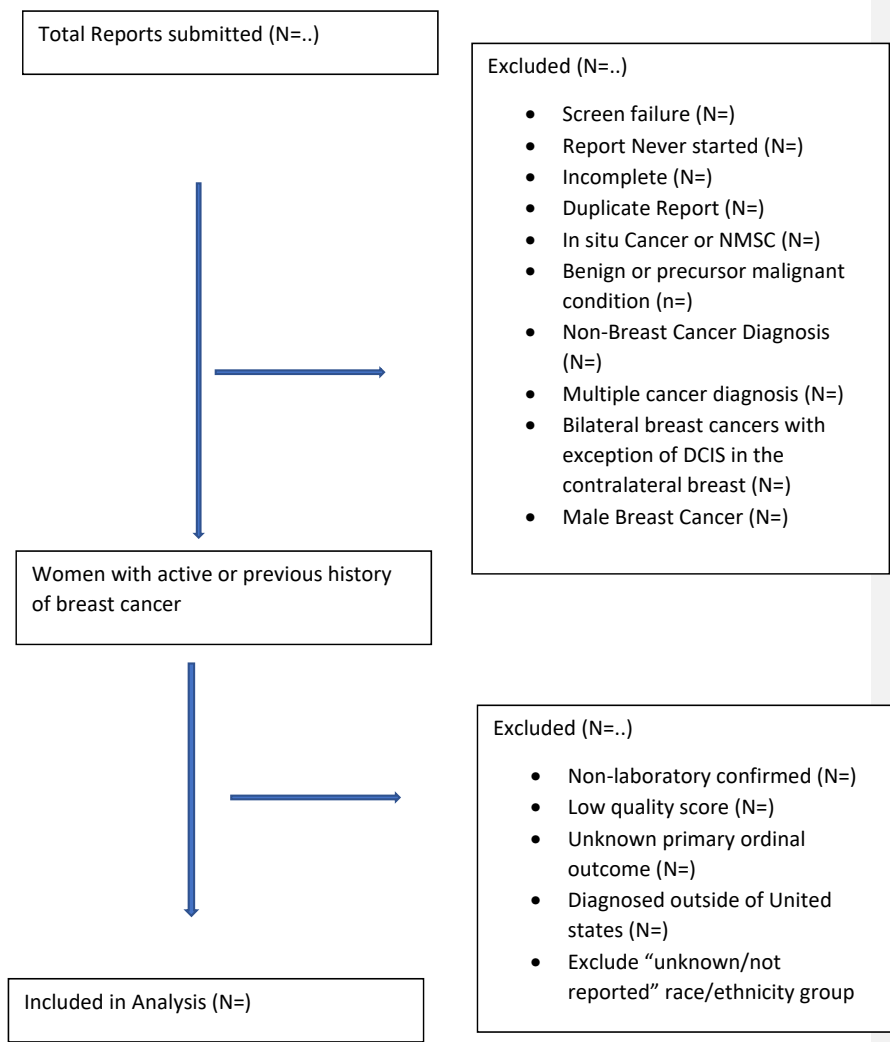 Total Reports submitted (N=..)
Excluded (N=..)
• Screen failure (N=)
• Report Never started (N=)
• Incomplete (N=)
• Duplicate Report (N=)
• In situ Cancer or NMSC (N=)
• Benign or precursor malignant
condition (n=)
• Non-Breast Cancer Diagnosis
(N=)
• Multiple cancer diagnosis (N=)
• Bilateral breast cancers with
exception of DCIS in the
contralateral breast (N=)
• Male Breast Cancer (N=)
Women with active or previous history
of breast cancer
Excluded (N=..)
• Non-laboratory confirmed (N=)
• Low quality score (N=)
• Unknown primary ordinal
outcome (N=)
• Diagnosed outside of United
states (N=)
• Exclude “unknown/not
reported” race/ethnicity group
Included in Analysis (N=)